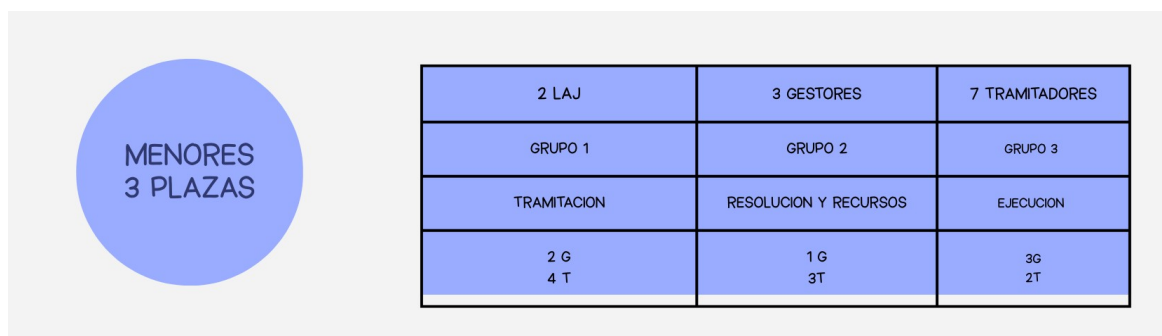 MENORES
3 PLAZAS
2 LAJ
3 GESTORES
7 TRAMITADORES
GRUPO 1
GRUPO 2
GRUPO 3
TRAMITACION
RESOLUCION Y RECURSOS
EJECUCION
2 G
4 T
1 G
3T
3G
2T